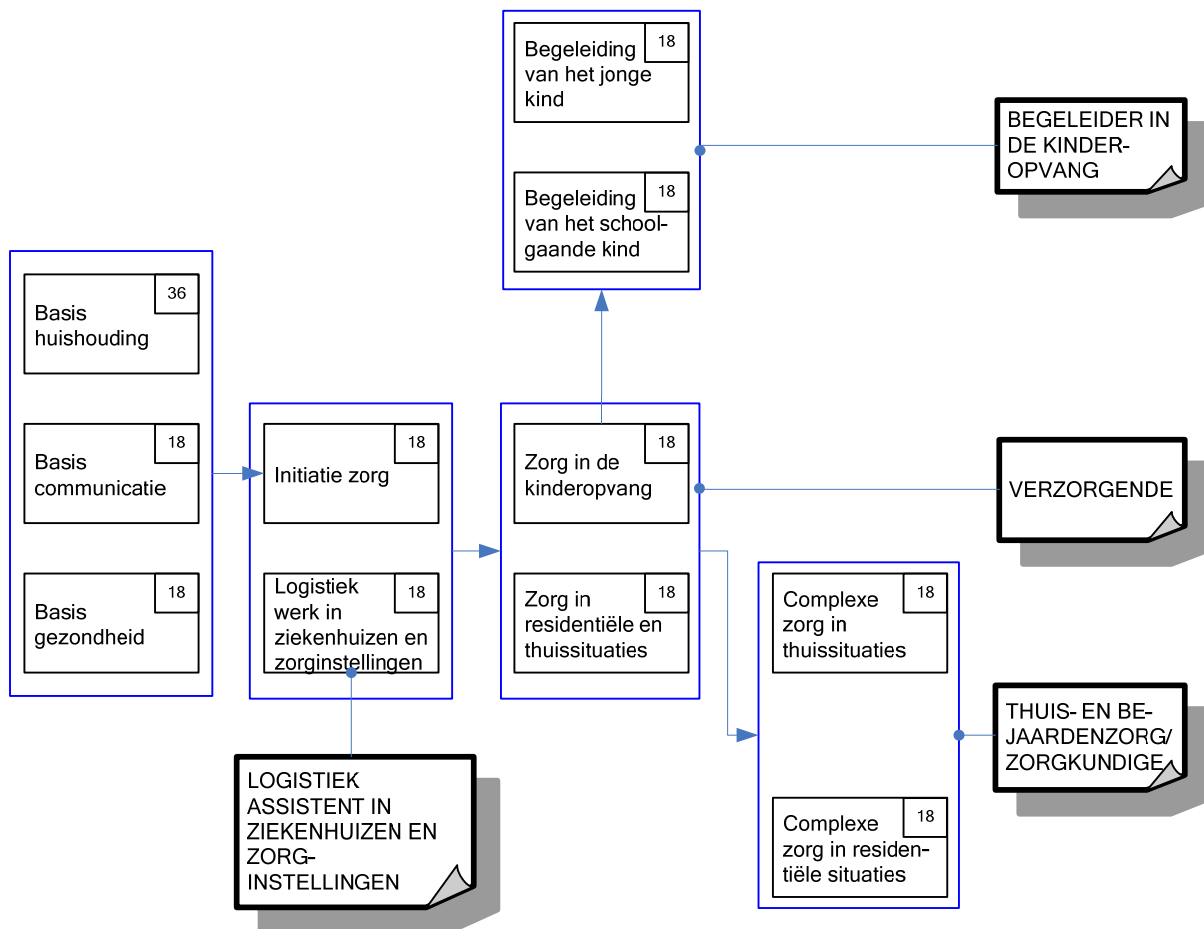 Begeleiding
van het jonge
kind
18
BEGELEIDER IN
DE KINDER-
OPVANG
Begeleiding
van het school-
gaande kind
18
Basis
huishouding
36
Basis
communicatie
18
Basis
gezondheid
18
Initiatie zorg
18
Logistiek
werk in
ziekenhuizen en
zorginstellingen
18
LOGISTIEK
ASSISTENT IN
ZIEKENHUIZEN EN
ZORG-
INSTELLINGEN
Zorg in de
kinderopvang
18
Zorg in
residentiële en
thuissituaties
18
VERZORGENDE
Complexe
zorg in
thuissituaties
18
Complexe
zorg in residen-
tiële situaties
18
THUIS- EN BE-
JAARDENZORG/
ZORGKUNDIGE